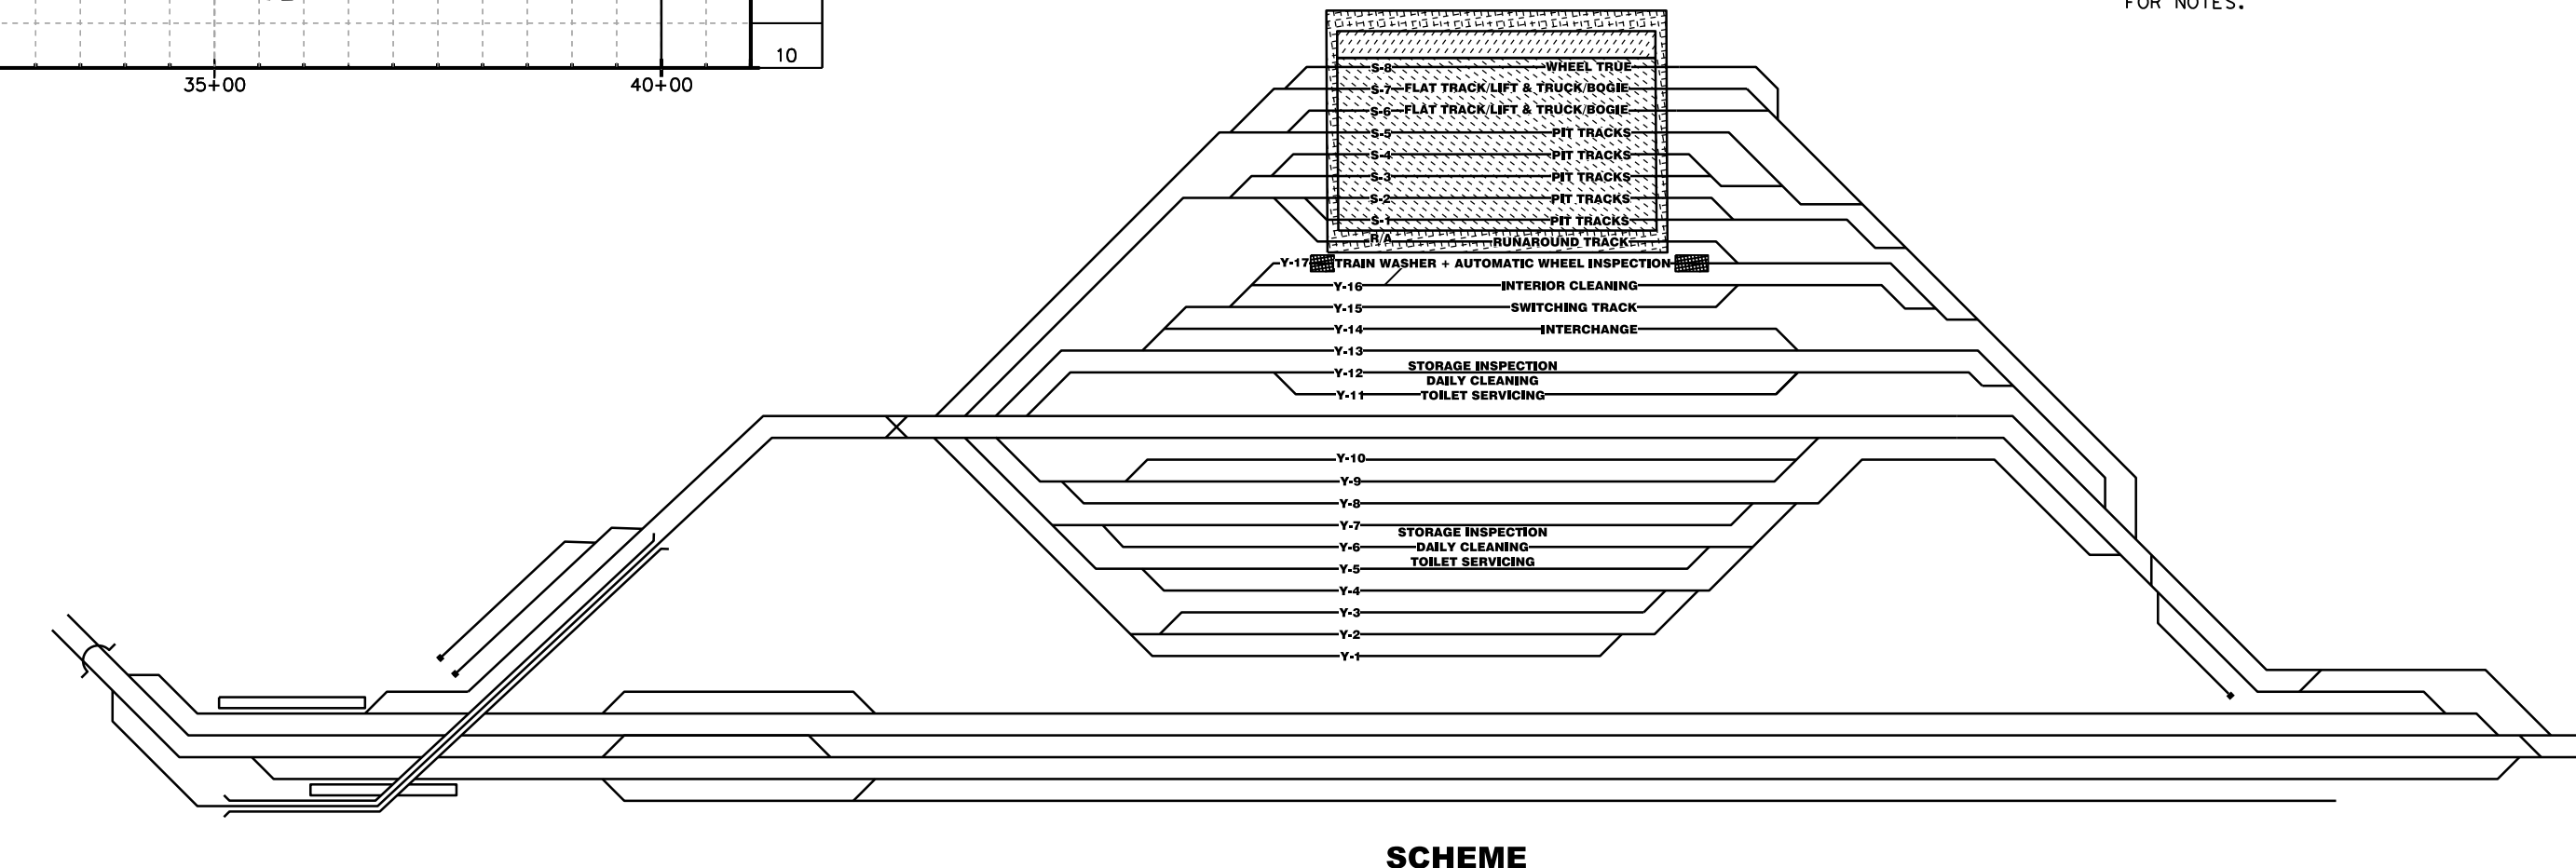 FOR NOTES.
10
35+00
40+00
S-8 WHEEL TRUE
S-7 FLAT TRACK/LIFT & TRUCK/BOGIE
S-6 FLAT TRACK/LIFT & TRUCK/BOGIE
S-5 PIT TRACKS
S-4 PIT TRACKS
S-3 PIT TRACKS
S-2 PIT TRACKS
S-1 PIT TRACKS
R/A RUNAROUND TRACK
Y-17 TRAIN WASHER + AUTOMATIC WHEEL INSPECTION
Y-16 INTERIOR CLEANING
Y-15 SWITCHING TRACK
Y-14 INTERCHANGE
Y-13
STORAGE INSPECTION
Y-12
DAILY CLEANING
Y-11 TOILET SERVICING
Y-10
Y-9
Y-8
Y-7
STORAGE INSPECTION
Y-6 DAILY CLEANING
TOILET SERVICING
Y-5
Y-4
Y-3
Y-2
Y-1
SCHEME